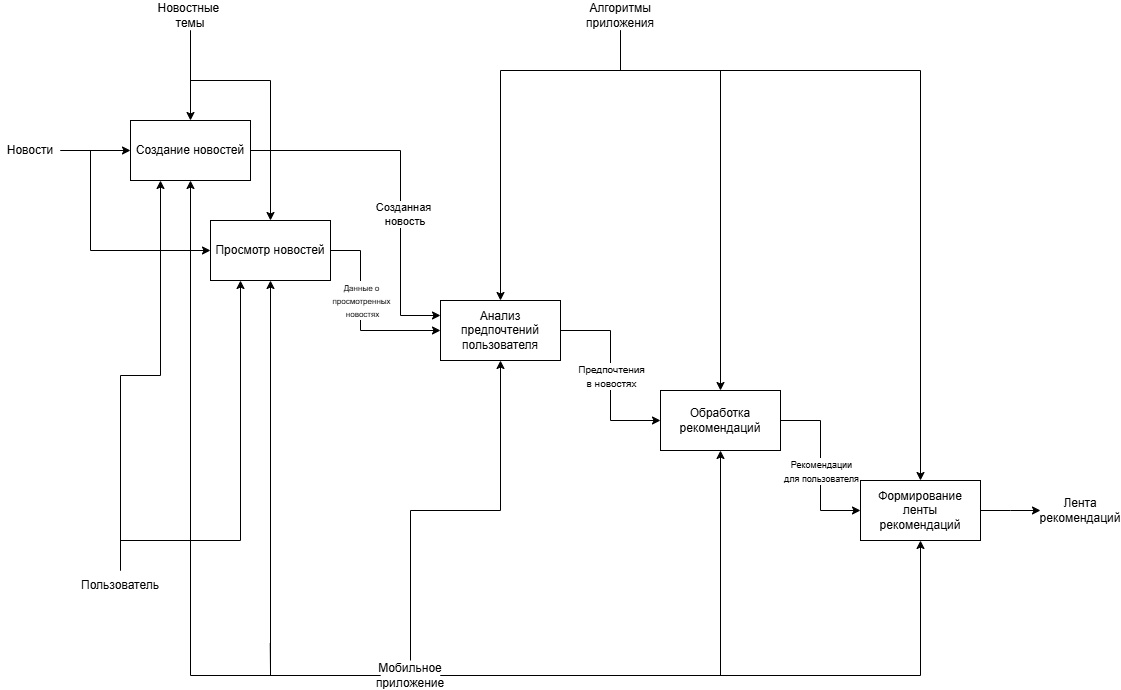 Новостные
темы
Алгоритмы
приложения
Новости
Создание новостей
Созданная
новость
Просмотр новостей
Данные о
просмотренных
новостях
Анализ
предпочтений
пользователя
Предпочтения
в новостях
Обработка
рекомендаций
Рекомендации
для пользователя
Формирование
ленты
рекомендаций
Лента
рекомендаций
Пользователь
Мобильное
приложение